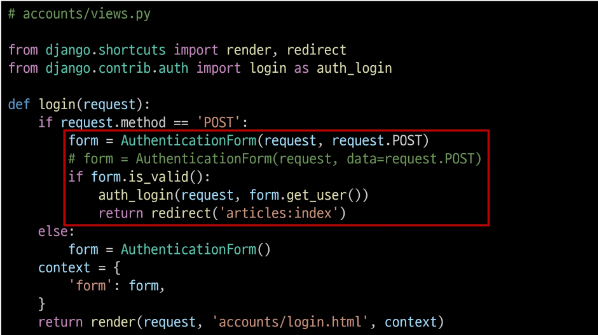 # accounts/views.py
from django.shortcuts import render, redirect
from django.contrib.auth import login as auth_login
def login(request):
    if request.method == 'POST':
        form = AuthenticationForm(request, request.POST)
        # form = AuthenticationForm(request, data=request.POST)
        if form.is_valid():
            auth_login(request, form.get_user())
            return redirect('articles:index')
    else:
        form = AuthenticationForm()
    context = {
        'form': form,
    }
    return render(request, 'accounts/login.html', context)